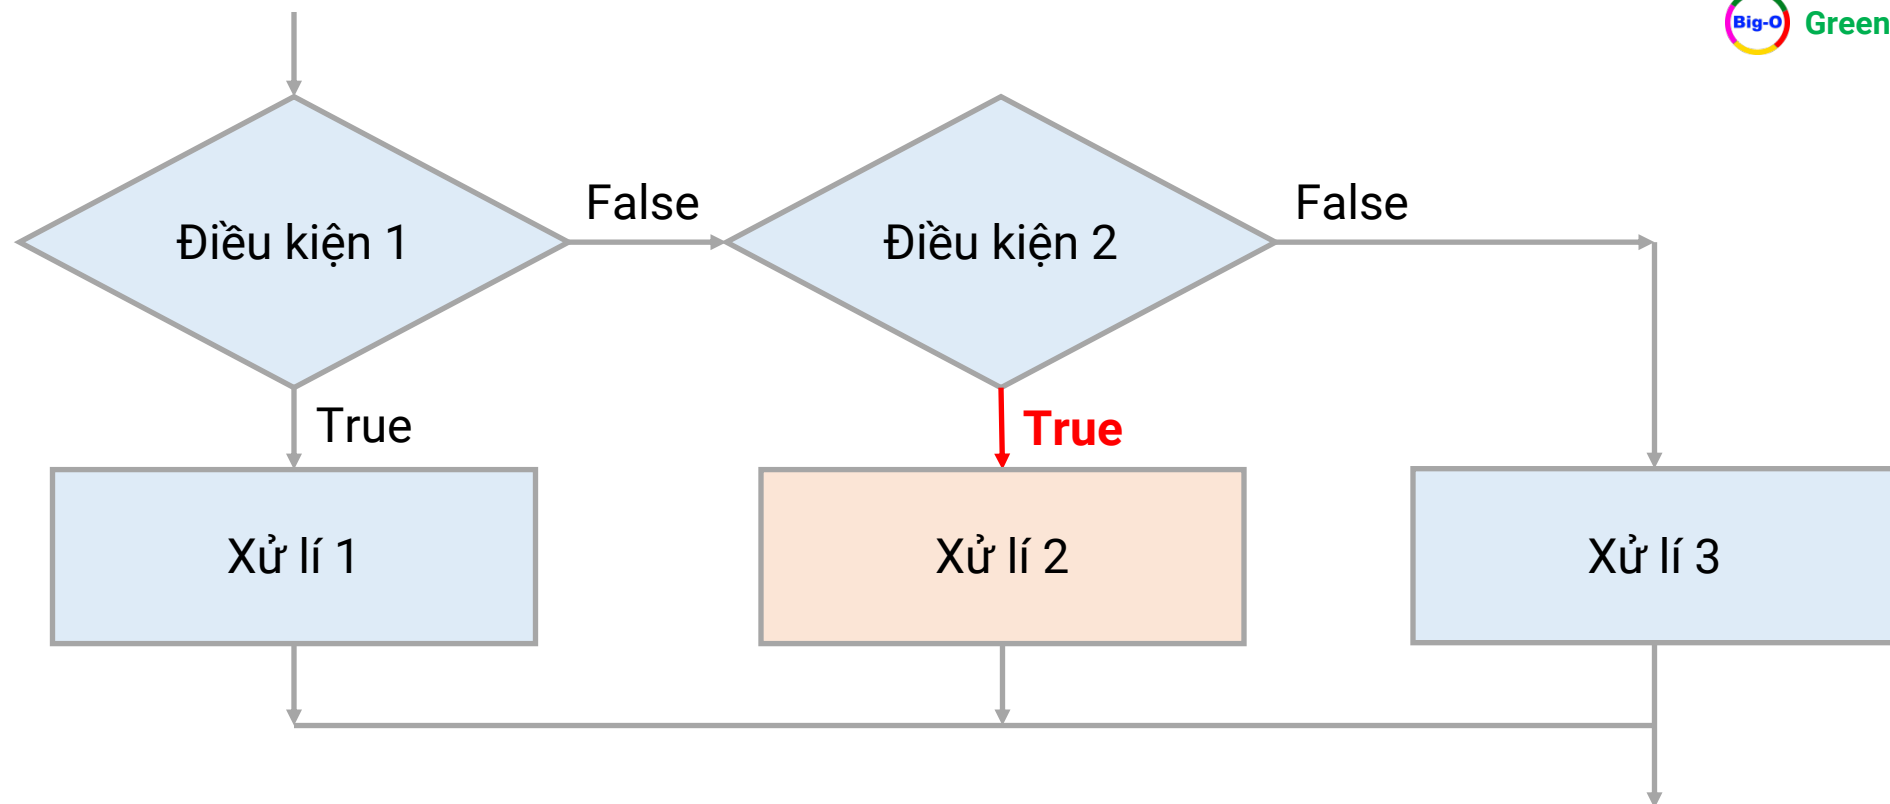 Big-O Green
False
False
Điều kiện 1
Điều kiện 2
True
True
Xử lí 1
Xử lí 2
Xử lí 3